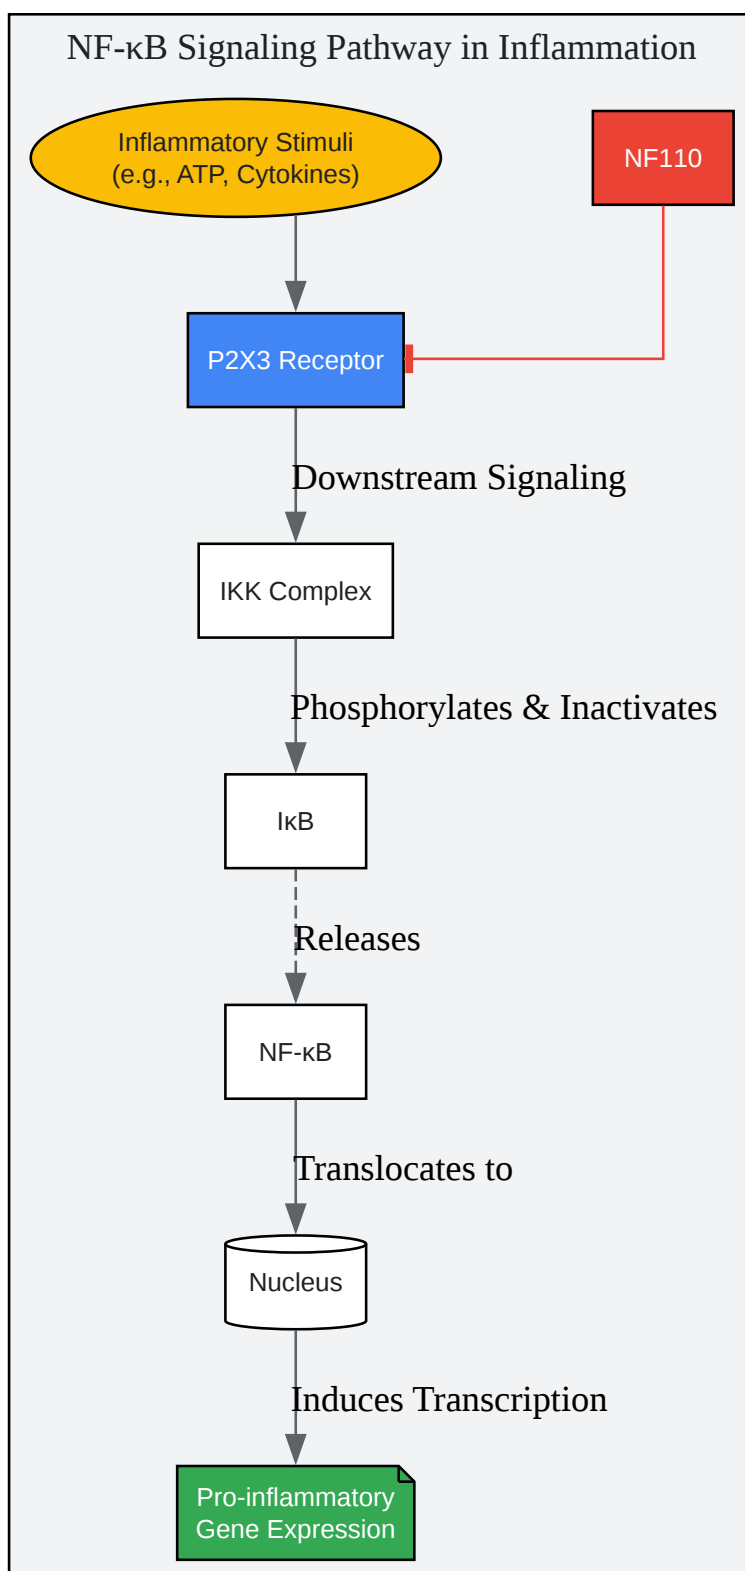 NF-κB Signaling Pathway in Inflammation
Inflammatory Stimuli
(e.g., ATP, Cytokines)
NF110
P2X3 Receptor
Downstream Signaling
IKK Complex
Phosphorylates & Inactivates
IκB
Releases
NF-κB
Translocates to
Nucleus
Induces Transcription
Pro-inflammatory
Gene Expression